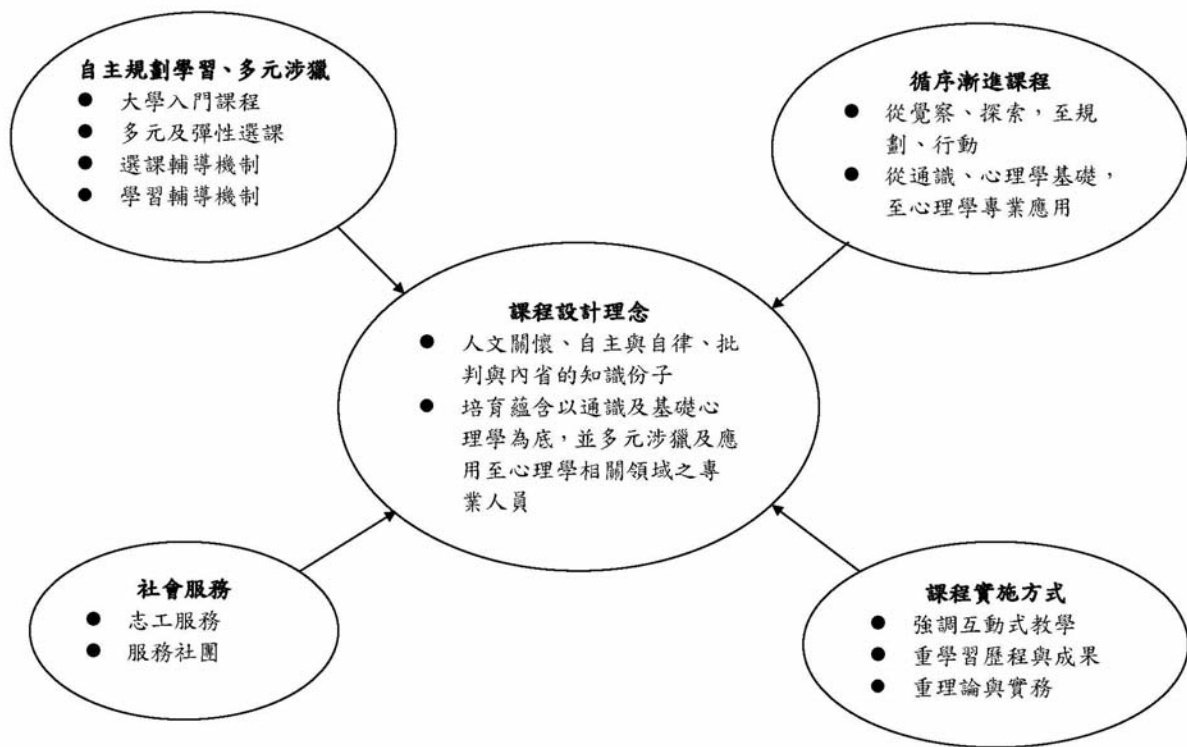 自主規劃學習、多元涉獵
● 大學入門課程
● 多元及彈性選課
● 選課輔導機制
● 學習輔導機制
循序漸進課程
● 從覺察、探索，至規
劃、行動
● 從通識、心理學基礎，
至心理學專業應用
課程設計理念
● 人文關懷、自主與自律、批
判與內省的知識份子
● 培育蘊含以通識及基礎心
理學為底，並多元涉獵及應
用至心理學相關領域之專
業人員
社會服務
● 志工服務
● 服務社團
課程實施方式
● 強調互動式教學
● 重學習歷程與成果
● 重理論與實務